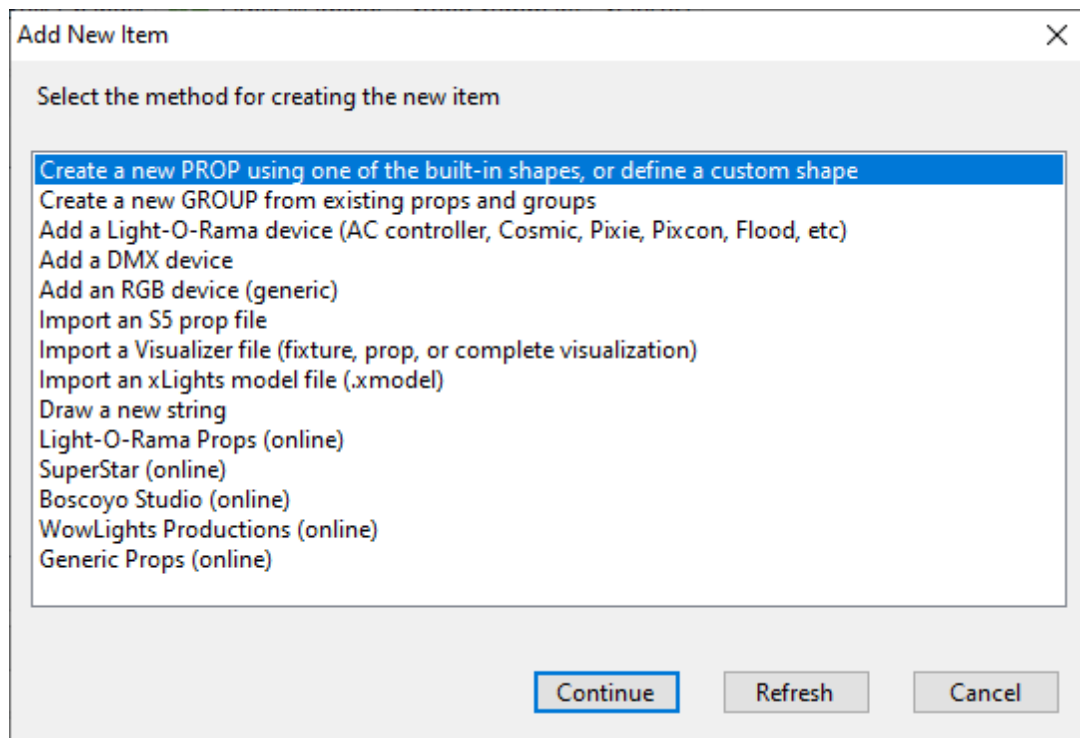 Add New Item
Select the method for creating the new item
Create a new PROP using one of the built-in shapes, or define a custom shape
Create a new GROUP from existing props and groups
Add a Light-O-Rama device (AC controller, Cosmic, Pixie, Pixcon, Flood, etc)
Add a DMX device
Add an RGB device (generic)
Import an S5 prop file
Import a Visualizer file (fixture, prop, or complete visualization)
Import an xLights model file (.xmodel)
Draw a new string
Light-O-Rama Props (online)
SuperStar (online)
Boscoyo Studio (online)
WowLights Productions (online)
Generic Props (online)
Continue Refresh Cancel